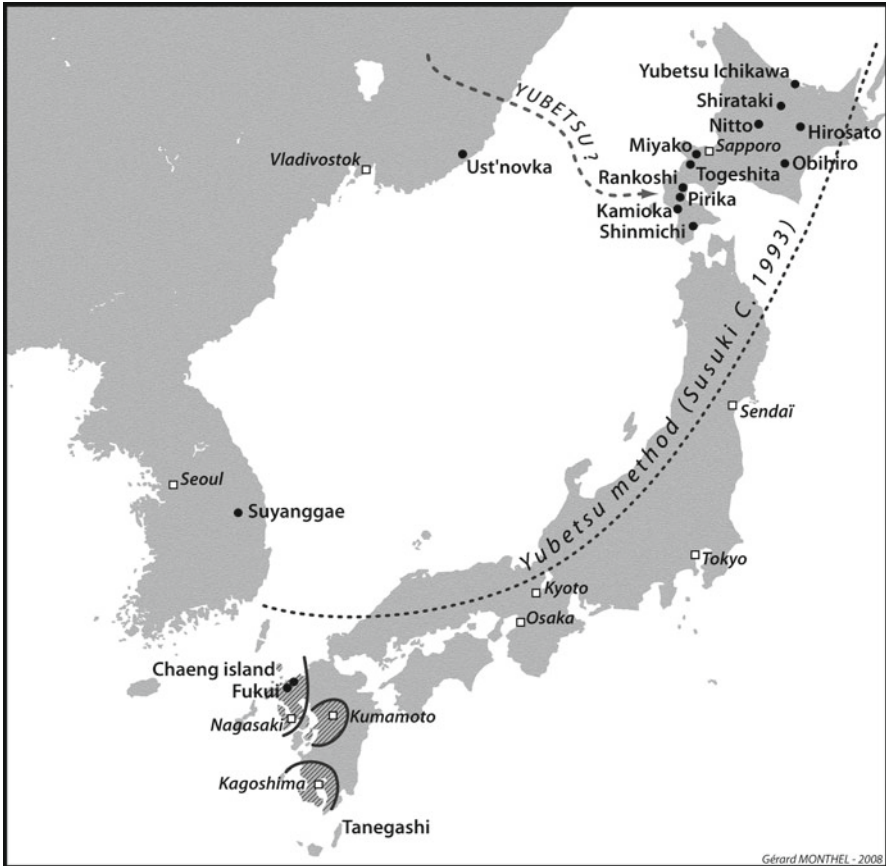 Yubetsu Ichikawa
YUBETSU ?
Shirataki
Nitto
Hirosato
Miyako
Sapporo
Vladivostok
Ust'novka
Togeshita
Obihiro
Rankoshi
Pirika
Kamioka
Shinmichi
Yubetsu method (Susuki C. 1993)
Sendaï
Seoul
Suyanggae
Tokyo
Kyoto
Osaka
Chaeng island
Fukui
Nagasaki
Kumamoto
Kagoshima
Tanegashi
Gérard MONTHEL - 2008